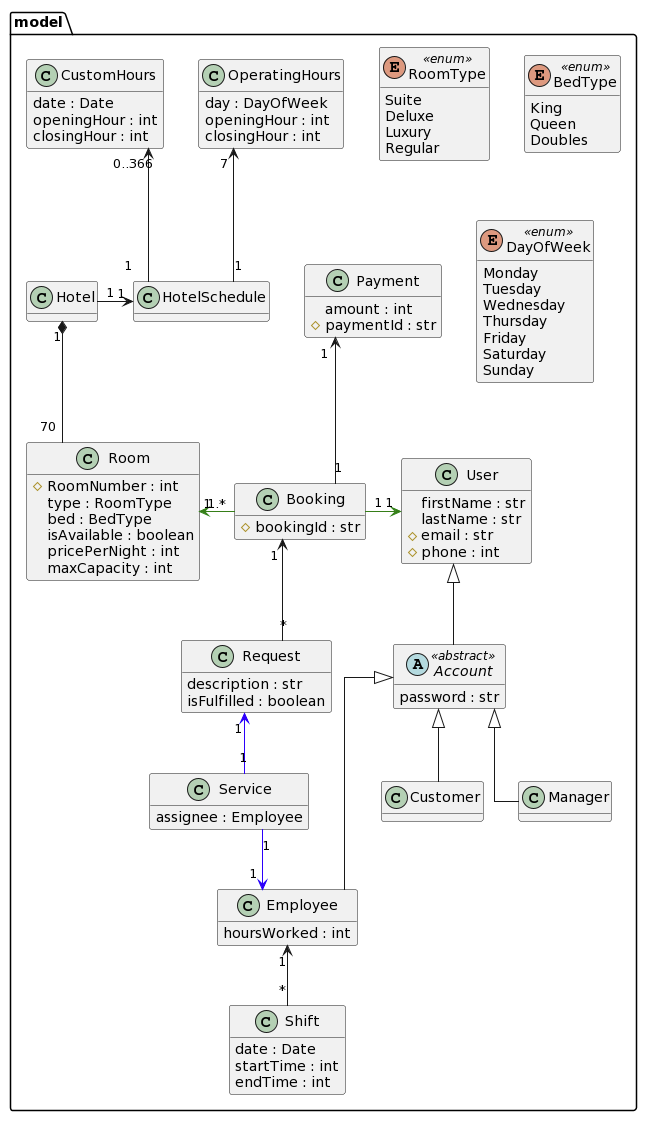 model
C CustomHours
date : Date
openingHour : int
closingHour : int
C OperatingHours
day : DayOfWeek
openingHour : int
closingHour : int
E «enum»
RoomType
Suite
Deluxe
Luxury
Regular
E «enum»
BedType
King
Queen
Doubles
0..366
7
E «enum»
DayOfWeek
Monday
Tuesday
Wednesday
Thursday
Friday
Saturday
Sunday
1
1
C Hotel
1 1
C HotelSchedule
C Payment
amount : int
paymentId : str
1
1
70
1
C Room
RoomNumber : int
type : RoomType
bed : BedType
isAvailable : boolean
pricePerNight : int
maxCapacity : int
1
1..*
C Booking
bookingId : str
1 1
C User
firstName : str
lastName : str
email : str
phone : int
1
*
C Request
description : str
isFulfilled : boolean
A «abstract»
Account
password : str
1
1
C Service
assignee : Employee
C Customer
C Manager
1
1
C Employee
hoursWorked : int
1
*
C Shift
date : Date
startTime : int
endTime : int